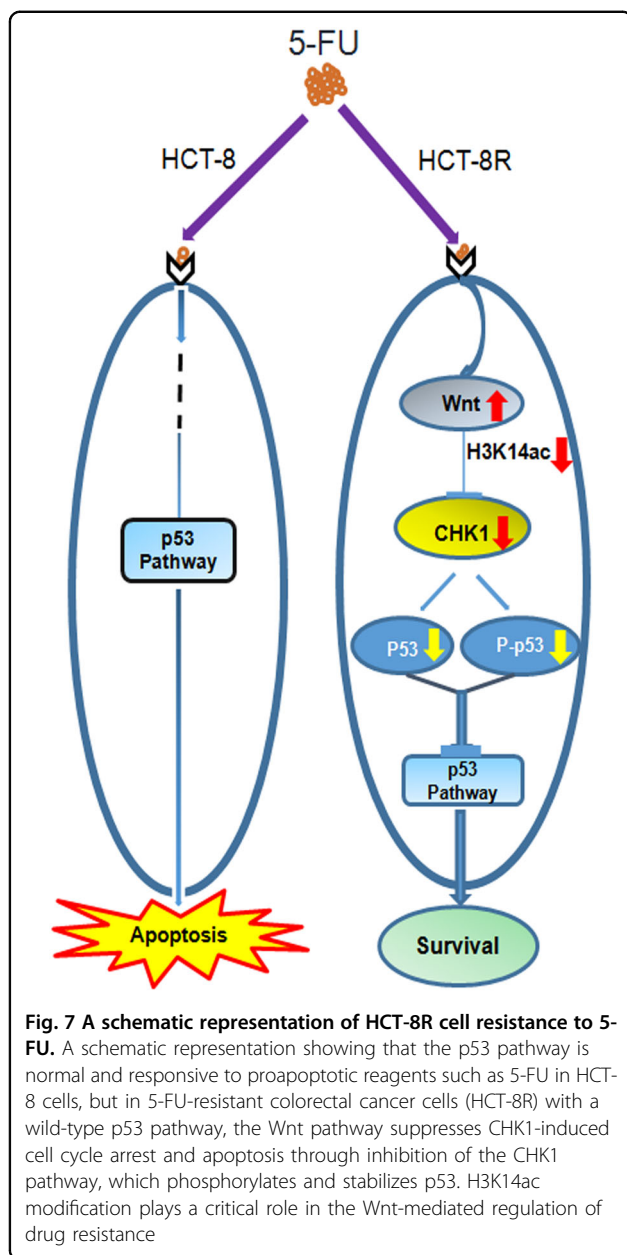 5-FU
HCT-8
HCT-8R
Wnt
H3K14ac
CHK1
p53
Pathway
P53
P-p53
p53
Pathway
Apoptosis
Survival
Fig. 7 A schematic representation of HCT-8R cell resistance to 5-
FU. A schematic representation showing that the p53 pathway is
normal and responsive to proapoptotic reagents such as 5-FU in HCT-
8 cells, but in 5-FU-resistant colorectal cancer cells (HCT-8R) with a
wild-type p53 pathway, the Wnt pathway suppresses CHK1-induced
cell cycle arrest and apoptosis through inhibition of the CHK1
pathway, which phosphorylates and stabilizes p53. H3K14ac
modification plays a critical role in the Wnt-mediated regulation of
drug resistance